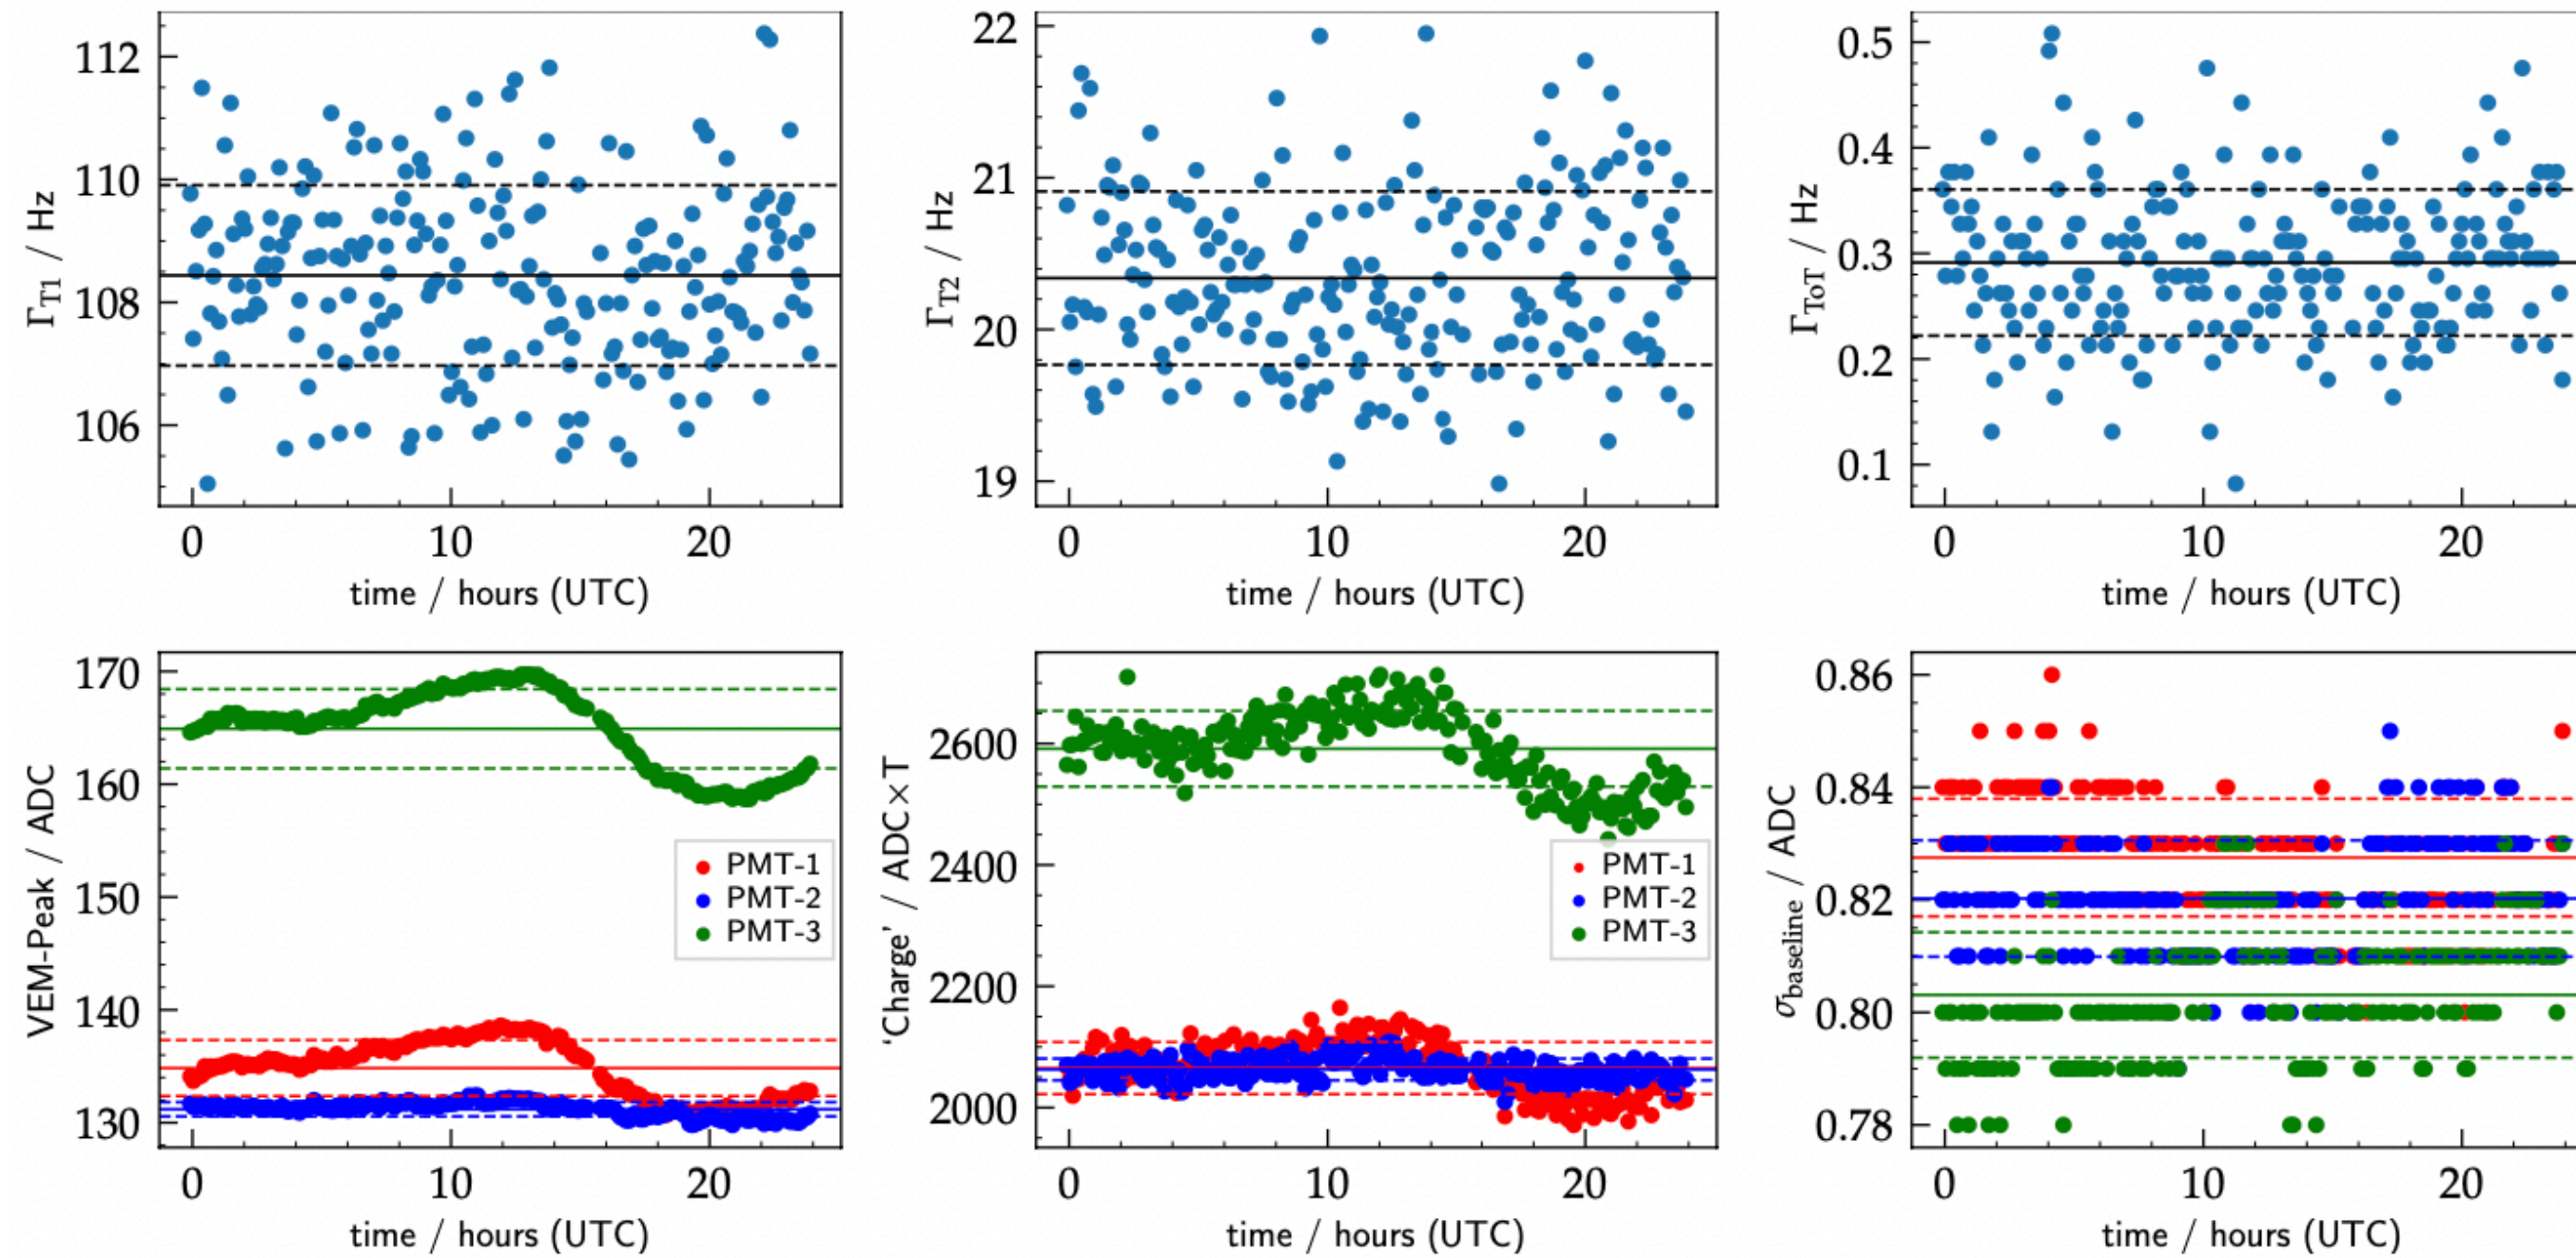 Γ_T1 / Hz
112
110
108
106
0 10 20
time / hours (UTC)
Γ_T2 / Hz
22
21
20
19
0 10 20
time / hours (UTC)
Γ_ToT / Hz
0.5
0.4
0.3
0.2
0.1
0 10 20
time / hours (UTC)
VEM-Peak / ADC
170
160
150
140
130
PMT-1
PMT-2
PMT-3
0 10 20
time / hours (UTC)
‘Charge’ / ADC×T
2600
2400
2200
2000
PMT-1
PMT-2
PMT-3
0 10 20
time / hours (UTC)
σ_baseline / ADC
0.86
0.84
0.82
0.80
0.78
0 10 20
time / hours (UTC)